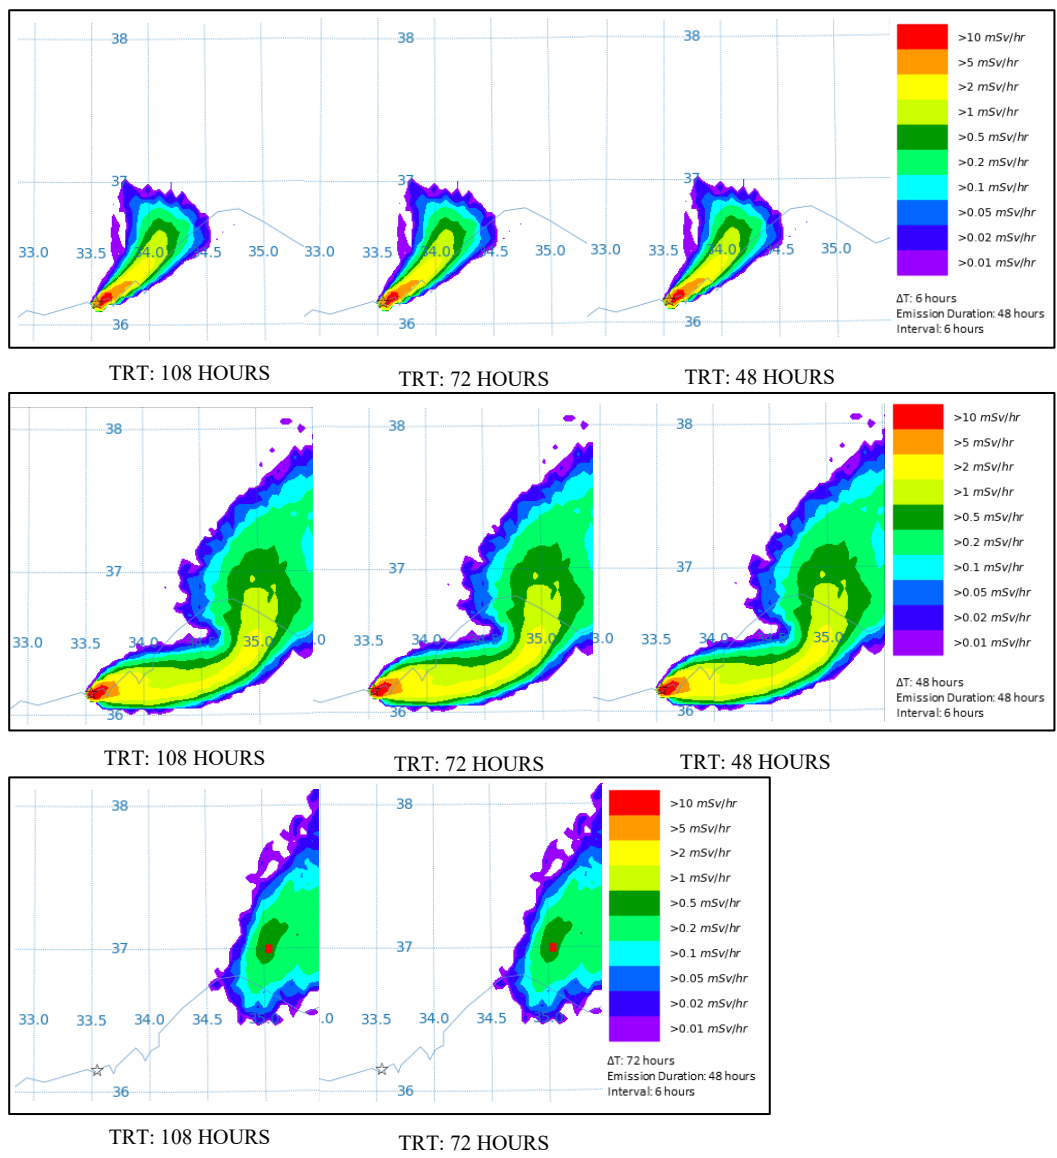 38
38
38
37
37
37
33.0
33.5
34.0
34.5
35.0
33.0
33.5
34.0
34.5
35.0
33.0
33.5
34.0
34.5
35.0
36
36
36
>10 mSv/hr
>5 mSv/hr
>2 mSv/hr
>1 mSv/hr
>0.5 mSv/hr
>0.2 mSv/hr
>0.1 mSv/hr
>0.05 mSv/hr
>0.02 mSv/hr
>0.01 mSv/hr
ΔT: 6 hours
Emission Duration: 48 hours
Interval: 6 hours
TRT: 108 HOURS
TRT: 72 HOURS
TRT: 48 HOURS
38
38
38
37
37
37
33.0
33.5
34.0
35.0
.0
33.5
34.0
35.0
33.0
33.5
34.0
35.0
36
36
36
>10 mSv/hr
>5 mSv/hr
>2 mSv/hr
>1 mSv/hr
>0.5 mSv/hr
>0.2 mSv/hr
>0.1 mSv/hr
>0.05 mSv/hr
>0.02 mSv/hr
>0.01 mSv/hr
ΔT: 48 hours
Emission Duration: 48 hours
Interval: 6 hours
TRT: 108 HOURS
TRT: 72 HOURS
TRT: 48 HOURS
38
38
37
37
33.0
33.5
34.0
34.5
35.0
.0
33.5
34.0
34.5
35.0
36
36
>10 mSv/hr
>5 mSv/hr
>2 mSv/hr
>1 mSv/hr
>0.5 mSv/hr
>0.2 mSv/hr
>0.1 mSv/hr
>0.05 mSv/hr
>0.02 mSv/hr
>0.01 mSv/hr
ΔT: 72 hours
Emission Duration: 48 hours
Interval: 6 hours
TRT: 108 HOURS
TRT: 72 HOURS